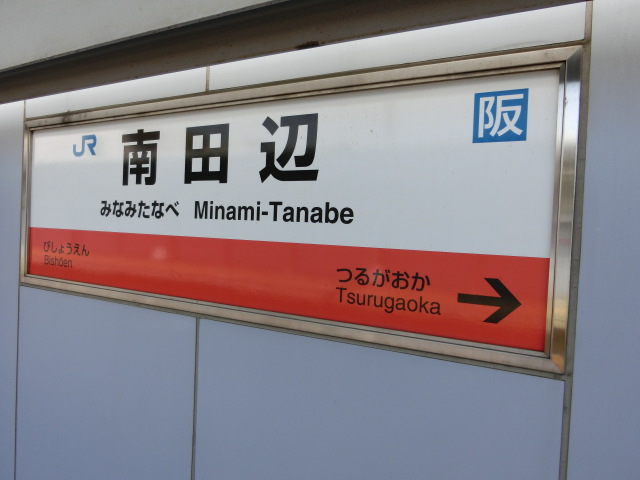 JR 南田辺 阪
みなみたなべ Minami-Tanabe
びしょうえん
Bishōen
つるがおか
Tsurugaoka